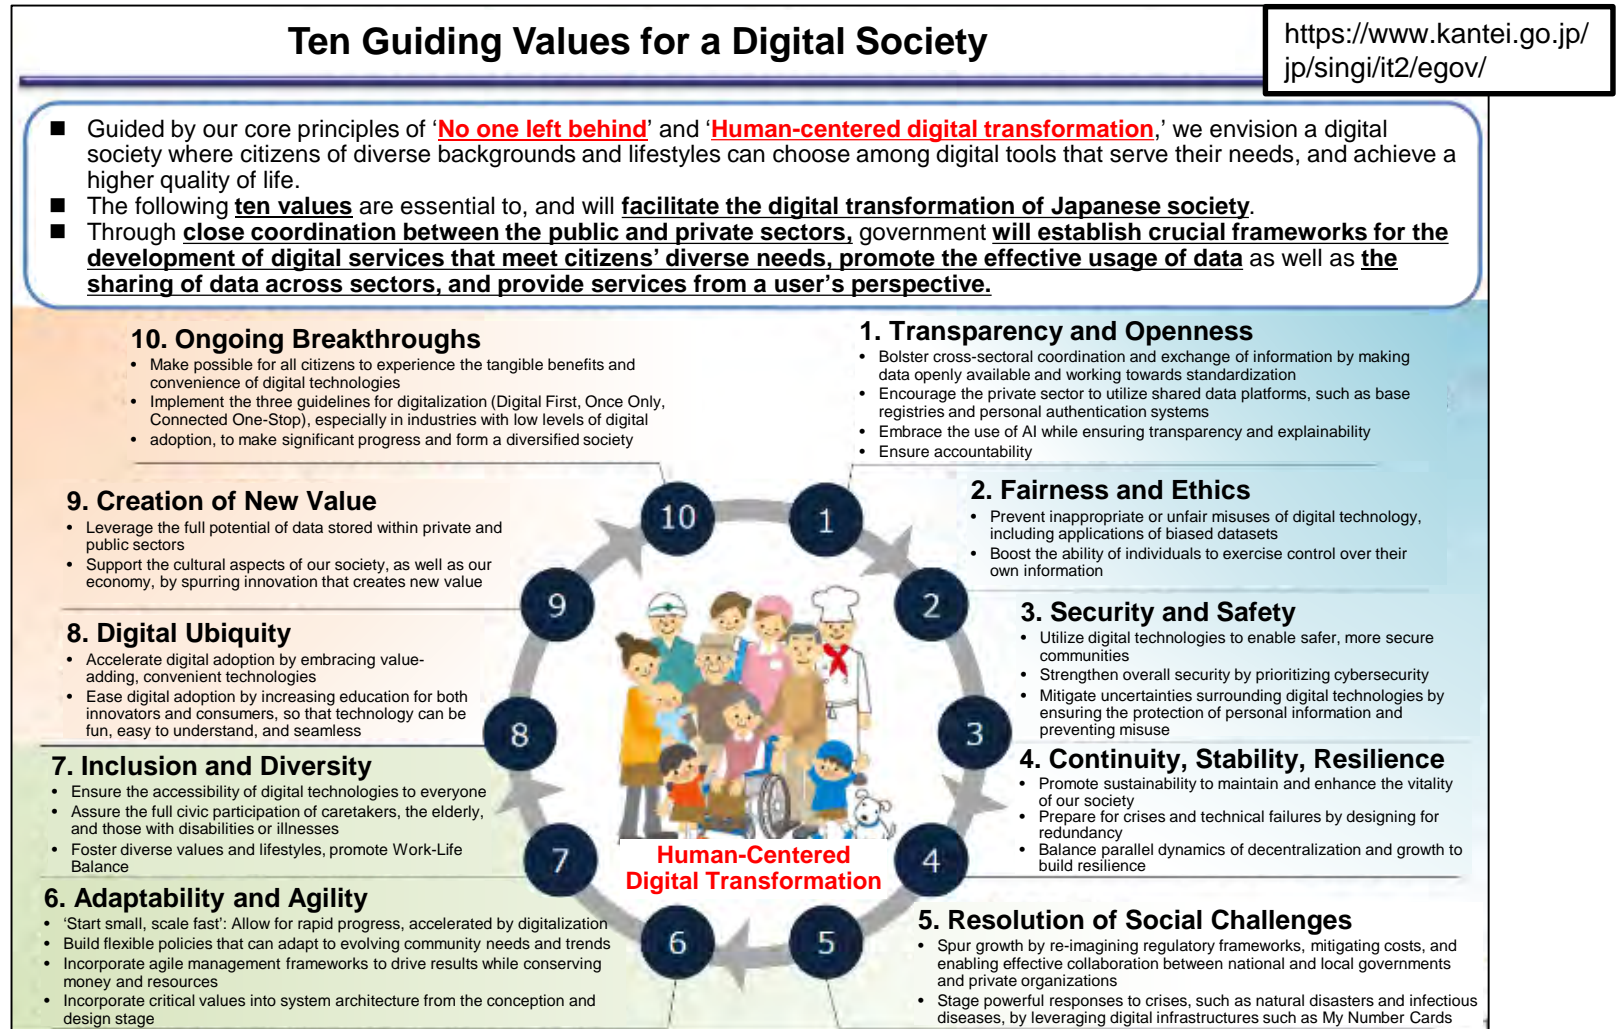 Ten Guiding Values for a Digital Society
https://www.kantei.go.jp/
jp/singi/it2/egov/
■ Guided by our core principles of ‘No one left behind’ and ‘Human-centered digital transformation,’ we envision a digital
society where citizens of diverse backgrounds and lifestyles can choose among digital tools that serve their needs, and achieve a
higher quality of life.
■ The following ten values are essential to, and will facilitate the digital transformation of Japanese society.
■ Through close coordination between the public and private sectors, government will establish crucial frameworks for the
development of digital services that meet citizens’ diverse needs, promote the effective usage of data as well as the
sharing of data across sectors, and provide services from a user’s perspective.
1. Transparency and Openness
• Bolster cross-sectoral coordination and exchange of information by making
data openly available and working towards standardization
• Encourage the private sector to utilize shared data platforms, such as base
registries and personal authentication systems
• Embrace the use of AI while ensuring transparency and explainability
• Ensure accountability
2. Fairness and Ethics
• Prevent inappropriate or unfair misuses of digital technology,
including applications of biased datasets
• Boost the ability of individuals to exercise control over their
own information
3. Security and Safety
• Utilize digital technologies to enable safer, more secure
communities
• Strengthen overall security by prioritizing cybersecurity
• Mitigate uncertainties surrounding digital technologies by
ensuring the protection of personal information and
preventing misuse
4. Continuity, Stability, Resilience
• Promote sustainability to maintain and enhance the vitality
of our society
• Prepare for crises and technical failures by designing for
redundancy
• Balance parallel dynamics of decentralization and growth to
build resilience
5. Resolution of Social Challenges
• Spur growth by re-imagining regulatory frameworks, mitigating costs, and
enabling effective collaboration between national and local governments
and private organizations
• Stage powerful responses to crises, such as natural disasters and infectious
diseases, by leveraging digital infrastructures such as My Number Cards
6. Adaptability and Agility
• ‘Start small, scale fast’: Allow for rapid progress, accelerated by digitalization
• Build flexible policies that can adapt to evolving community needs and trends
• Incorporate agile management frameworks to drive results while conserving
money and resources
• Incorporate critical values into system architecture from the conception and
design stage
7. Inclusion and Diversity
• Ensure the accessibility of digital technologies to everyone
• Assure the full civic participation of caretakers, the elderly,
and those with disabilities or illnesses
• Foster diverse values and lifestyles, promote Work-Life
Balance
8. Digital Ubiquity
• Accelerate digital adoption by embracing value-
adding, convenient technologies
• Ease digital adoption by increasing education for both
innovators and consumers, so that technology can be
fun, easy to understand, and seamless
9. Creation of New Value
• Leverage the full potential of data stored within private and
public sectors
• Support the cultural aspects of our society, as well as our
economy, by spurring innovation that creates new value
10. Ongoing Breakthroughs
• Make possible for all citizens to experience the tangible benefits and
convenience of digital technologies
• Implement the three guidelines for digitalization (Digital First, Once Only,
Connected One-Stop), especially in industries with low levels of digital
• adoption, to make significant progress and form a diversified society
1
2
3
4
5
6
7
8
9
10
Human-Centered
Digital Transformation